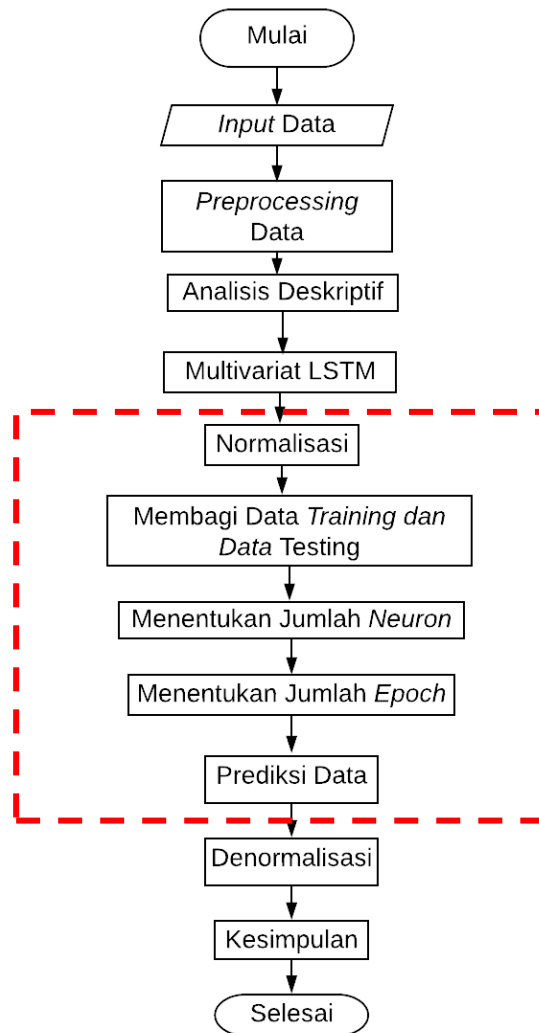 Mulai
Input Data
Preprocessing
Data
Analisis Deskriptif
Multivariat LSTM
Normalisasi
Membagi Data Training dan
Data Testing
Menentukan Jumlah Neuron
Menentukan Jumlah Epoch
Prediksi Data
Denormalisasi
Kesimpulan
Selesai